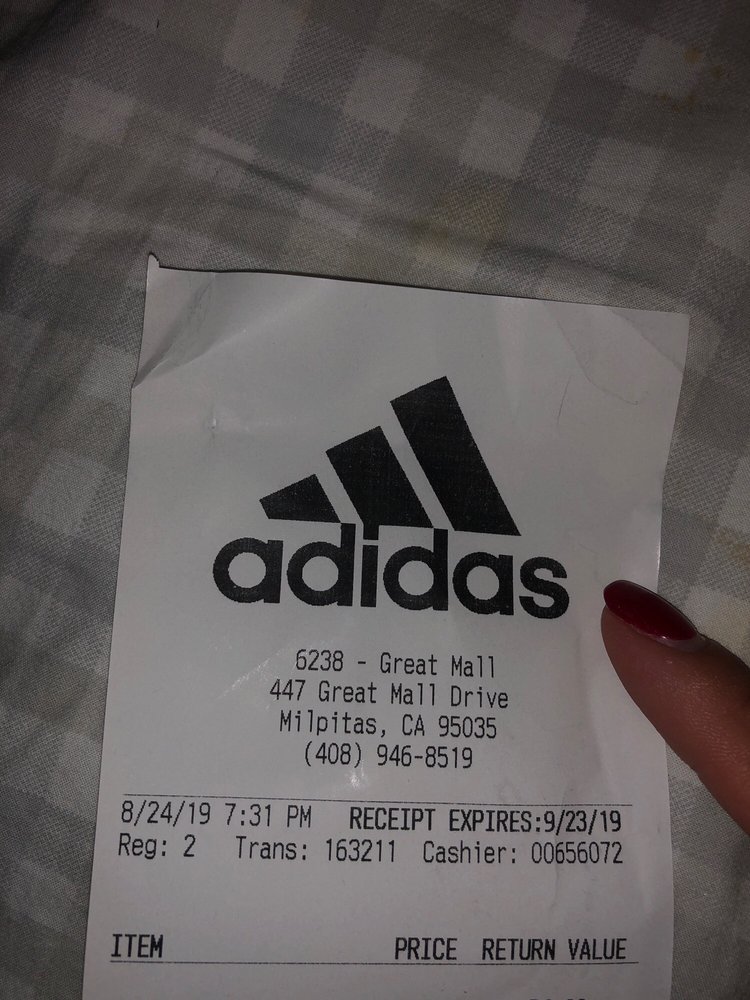 adidas
6238 - Great Mall
447 Great Mall Drive
Milpitas, CA 95035
(408) 946-8519
8/24/19 7:31 PM RECEIPT EXPIRES:9/23/19
Reg: 2 Trans: 163211 Cashier: 00656072
ITEM PRICE RETURN VALUE